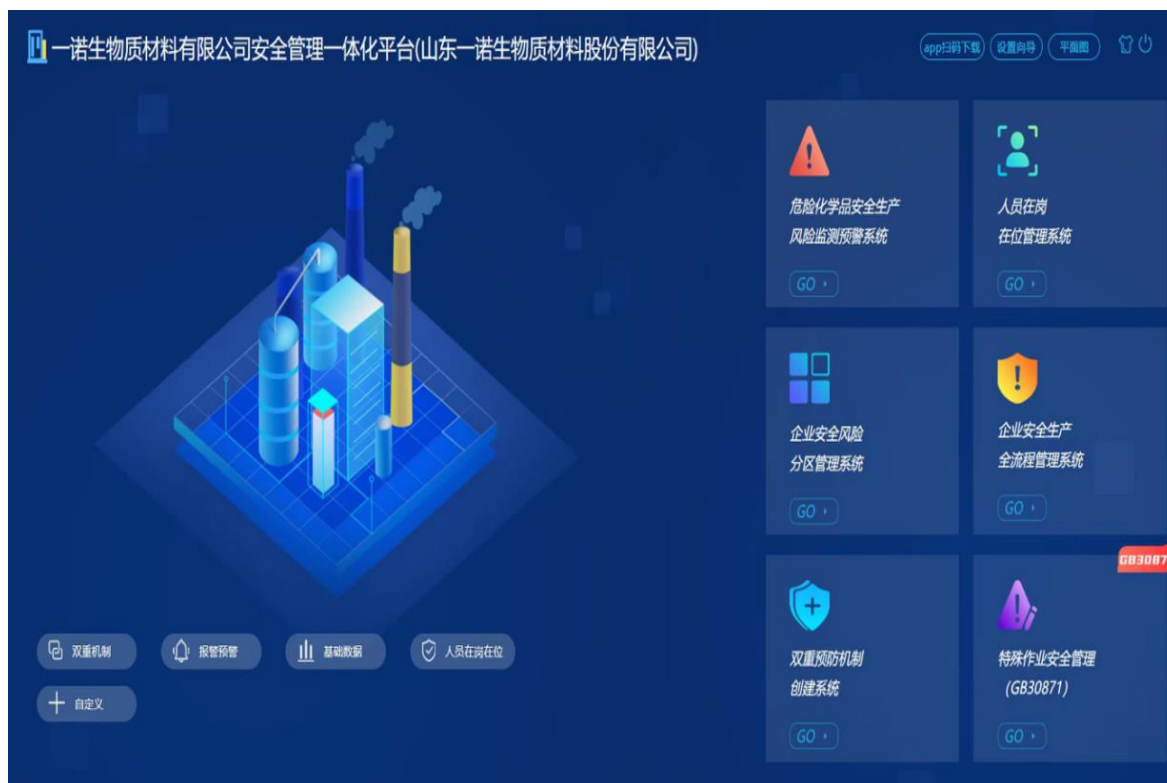 一诺生物质材料有限公司安全管理一体化平台(山东一诺生物质材料股份有限公司)
app扫码下载
设置向导
平面图
危险化学品安全生产
风险监测预警系统
GO
人员在岗
在位管理系统
GO
企业安全风险
分区管理系统
GO
企业安全生产
全流程管理系统
GO
双重预防机制
创建系统
GO
GB3087
特殊作业安全管理
(GB30871)
GO
双重机制
报警预警
基础数据
人员在岗在位
自定义